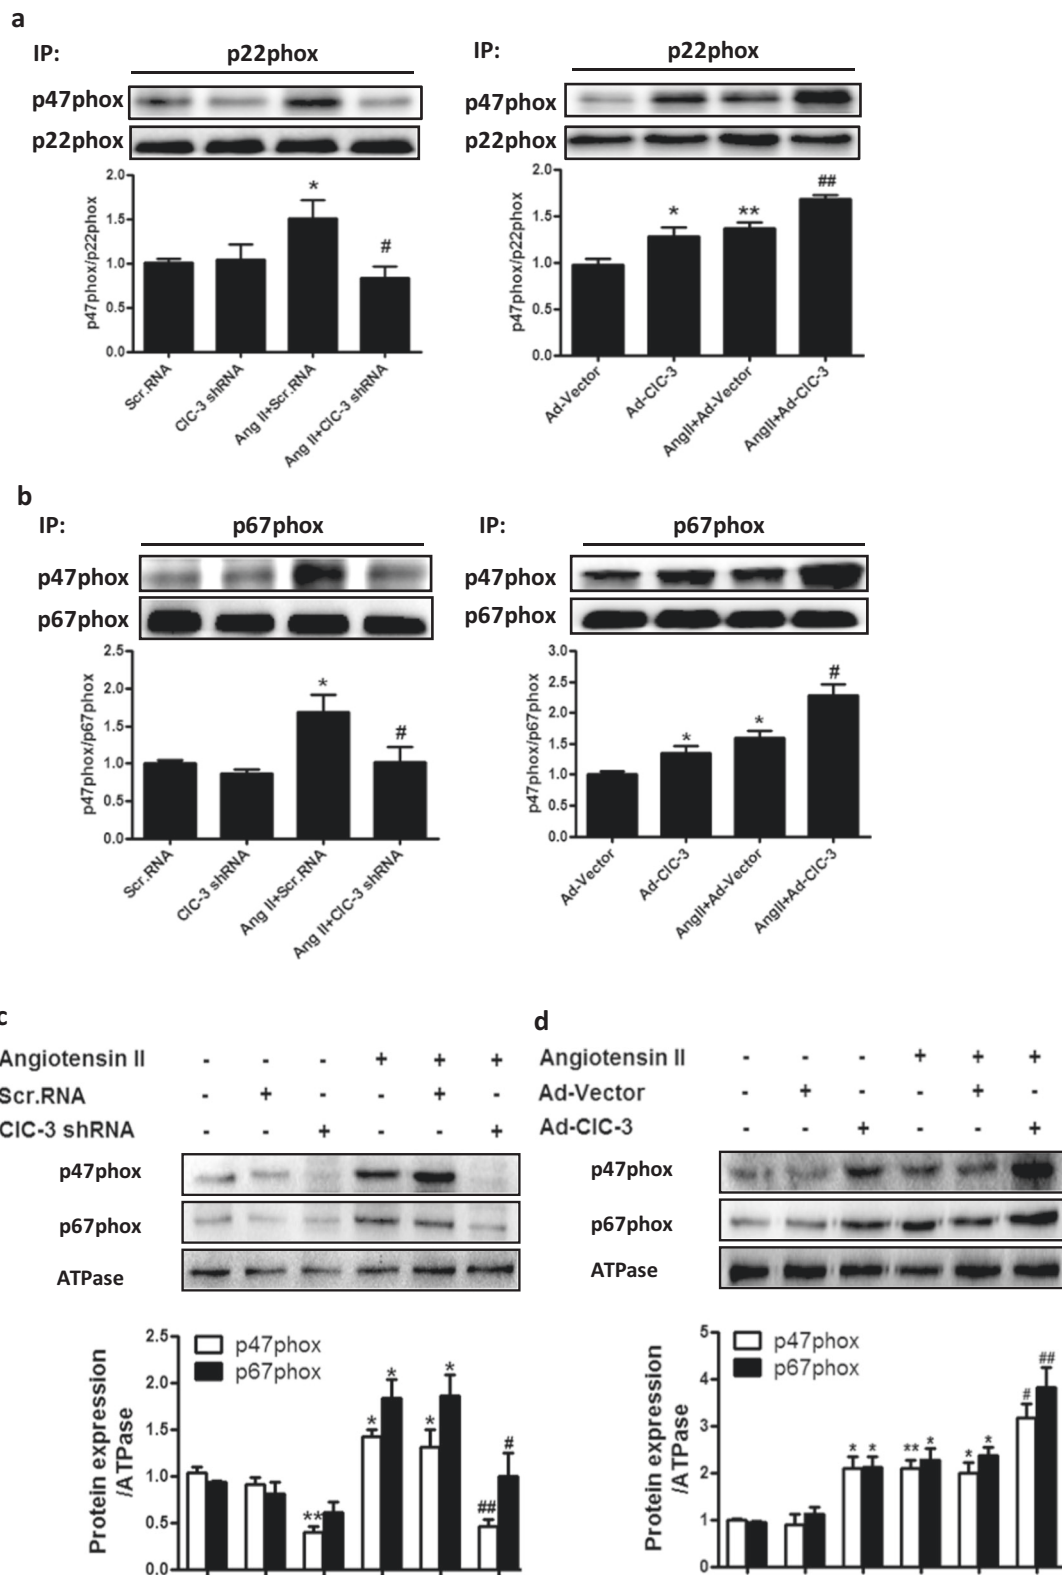 a
IP: p22phox
p47phox
p22phox
2.0
1.5
1.0
0.5
0.0
p47phox/p22phox
*
#
Scr.RNA
ClC-3 shRNA
Ang II+Scr.RNA
Ang II+ClC-3 shRNA
IP: p22phox
p47phox
p22phox
2.0
1.5
1.0
0.5
0.0
p47phox/p22phox
*
**
##
Ad-Vector
Ad-ClC-3
AngII+Ad-Vector
AngII+Ad-ClC-3
b
IP: p67phox
p47phox
p67phox
2.5
2.0
1.5
1.0
0.5
0.0
p47phox/p67phox
*
#
Scr.RNA
ClC-3 shRNA
Ang II+Scr.RNA
Ang II+ClC-3 shRNA
IP: p67phox
p47phox
p67phox
3.0
2.5
2.0
1.5
1.0
0.5
0.0
p47phox/p67phox
*
*
#
Ad-Vector
Ad-ClC-3
AngII+Ad-Vector
AngII+Ad-ClC-3
c
Angiotensin II - - - + + +
Scr.RNA - + - - + -
ClC-3 shRNA - - + - - +
p47phox
p67phox
ATPase
2.5
2.0
1.5
1.0
0.5
0.0
Protein expression
/ATPase
p47phox
p67phox
**
* *
* *
## #
d
Angiotensin II - - - + + +
Ad-Vector - + - - + -
Ad-ClC-3 - - + - - +
p47phox
p67phox
ATPase
5
4
3
2
1
0
Protein expression
/ATPase
p47phox
p67phox
* *
** *
* *
# ##